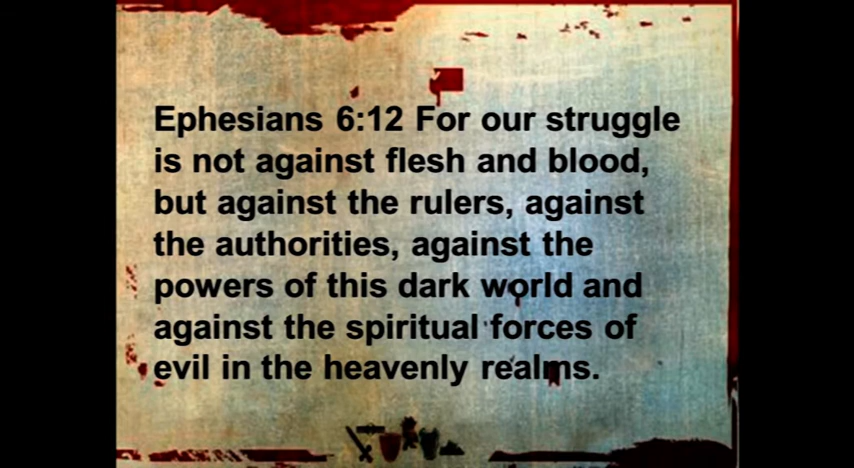 Ephesians 6:12 For our struggle
is not against flesh and blood,
but against the rulers, against
the authorities, against the
powers of this dark world and
against the spiritual forces of
evil in the heavenly realms.